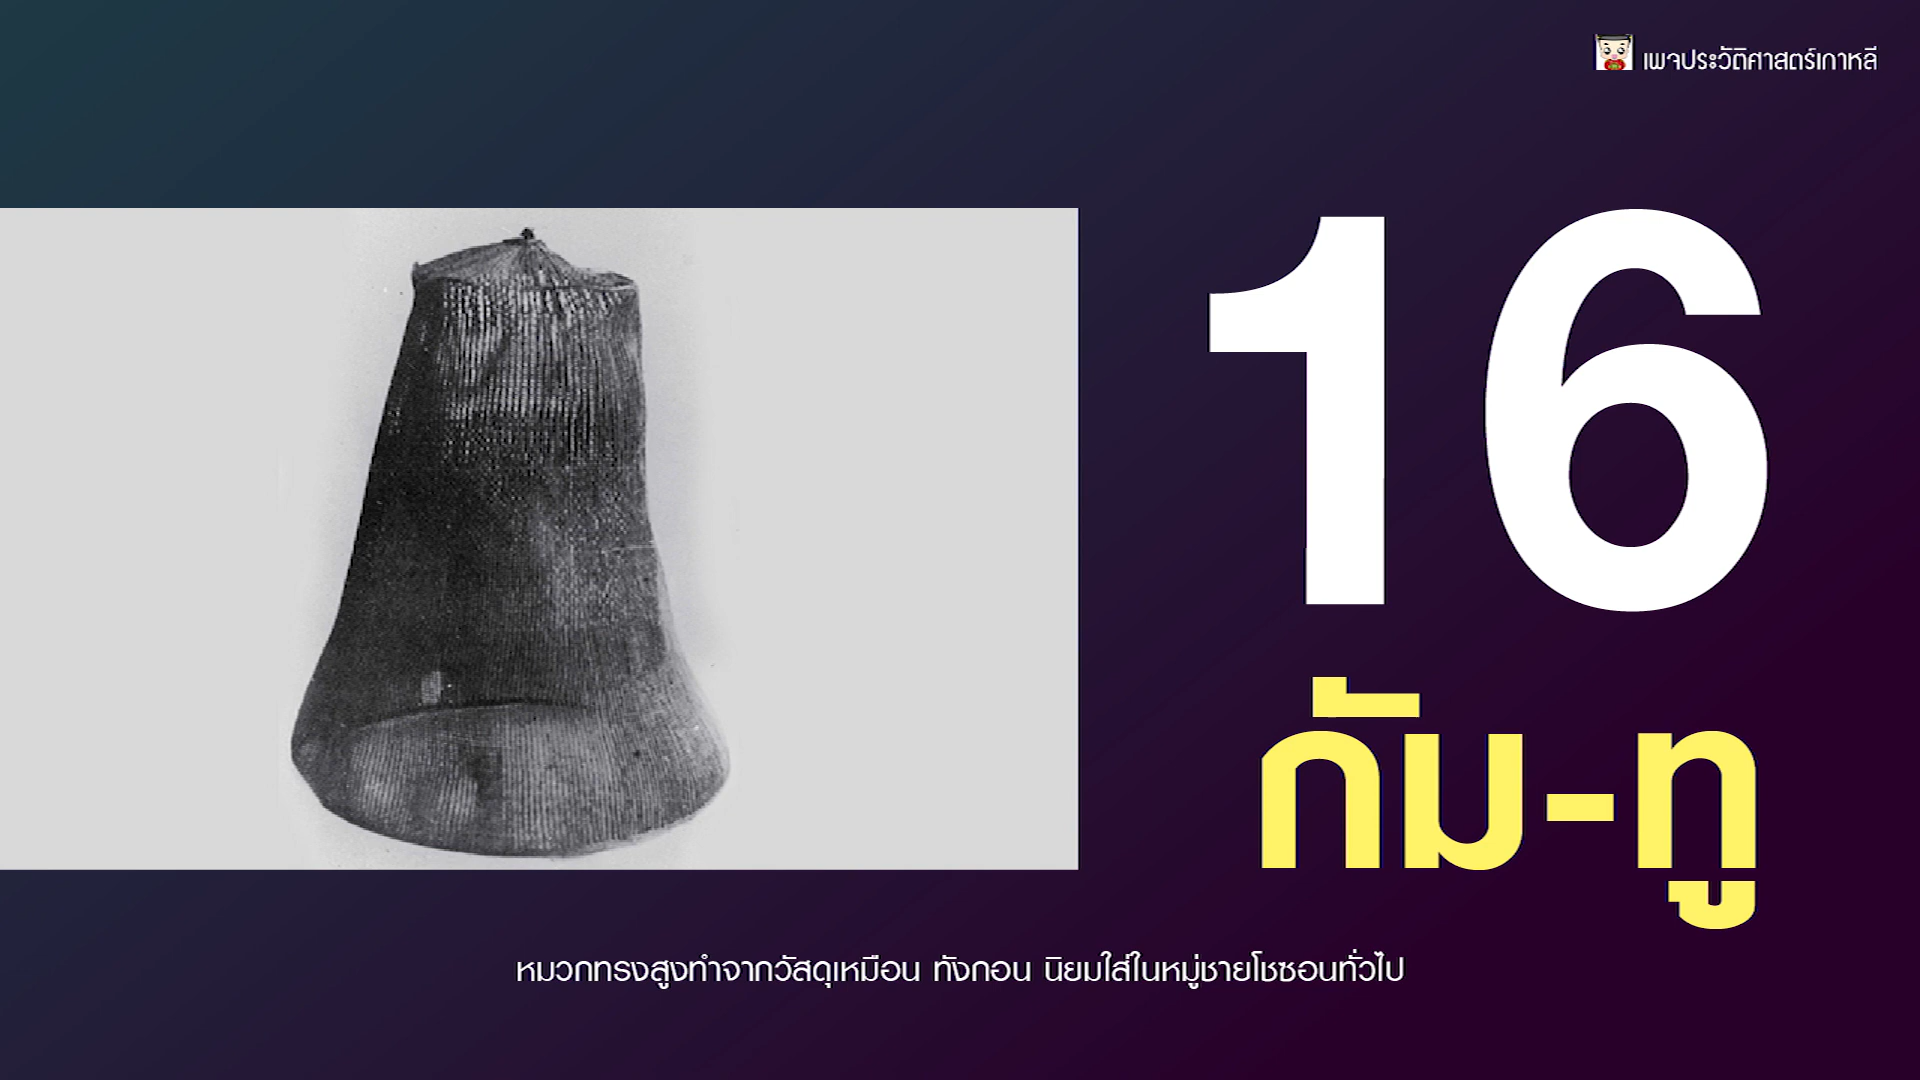 เพจประวัติศาสตร์เกาหลี
16
กัม-ทู
หมวกทรงสูงทำจากวัสดุเหมือน ทังกอน นิยมใส่ในหมู่ชายโชซอนทั่วไป